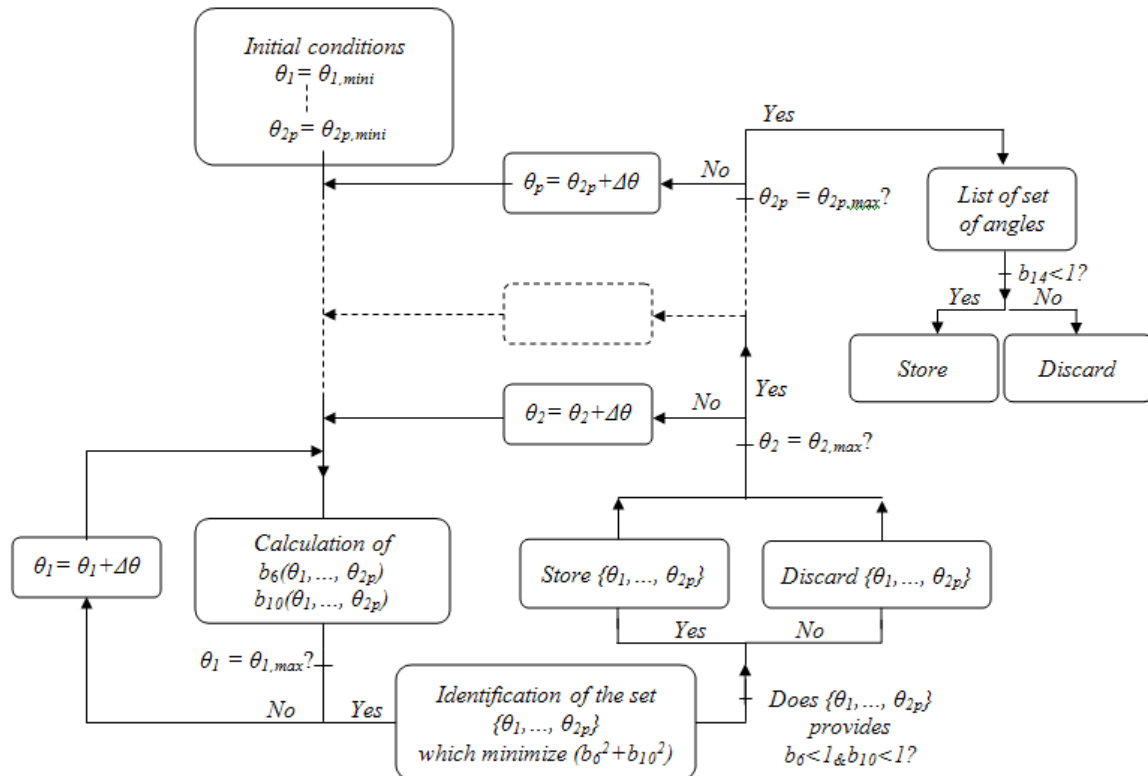 Initial conditions
θ1= θ1,mini
θ2p= θ2p,mini
Yes
No
θp= θ2p+Δθ
θ2p = θ2p,max?
List of set
of angles
b14<1?
Yes
No
Store
Discard
Yes
No
θ2= θ2+Δθ
θ2 = θ2,max?
θ1= θ1+Δθ
Calculation of
b6(θ1,..., θ2p)
b10(θ1,..., θ2p)
Store {θ1,..., θ2p}
Discard {θ1,..., θ2p}
Yes
No
θ1 = θ1,max?
No
Yes
Identification of the set
{θ1,..., θ2p}
which minimize (b6²+b10²)
Does {θ1,..., θ2p}
provides
b6<1&b10<1?